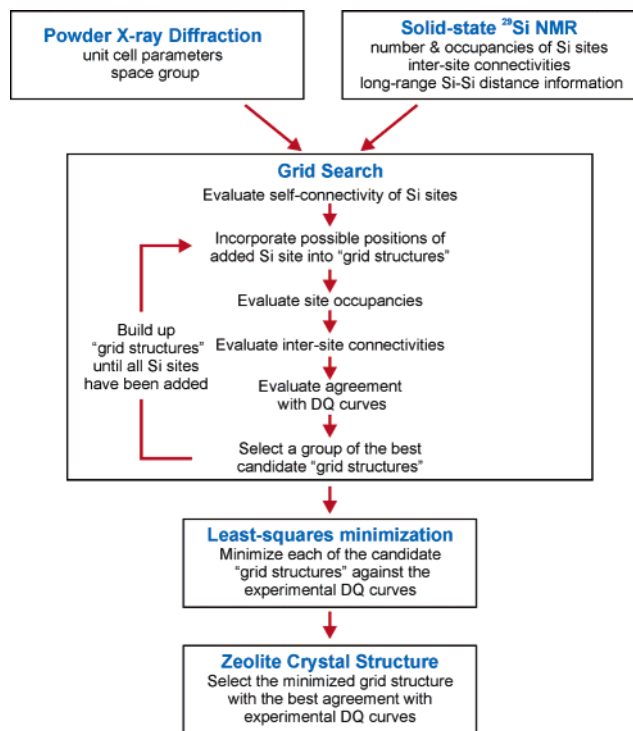 Powder X-ray Diffraction
unit cell parameters
space group
Solid-state ²⁹Si NMR
number & occupancies of Si sites
inter-site connectivities
long-range Si-Si distance information
Grid Search
Evaluate self-connectivity of Si sites
Incorporate possible positions of
added Si site into “grid structures”
Evaluate site occupancies
Evaluate inter-site connectivities
Evaluate agreement
with DQ curves
Select a group of the best
candidate “grid structures”
Build up
“grid structures”
until all Si sites
have been added
Least-squares minimization
Minimize each of the candidate
“grid structures” against the
experimental DQ curves
Zeolite Crystal Structure
Select the minimized grid structure
with the best agreement with
experimental DQ curves